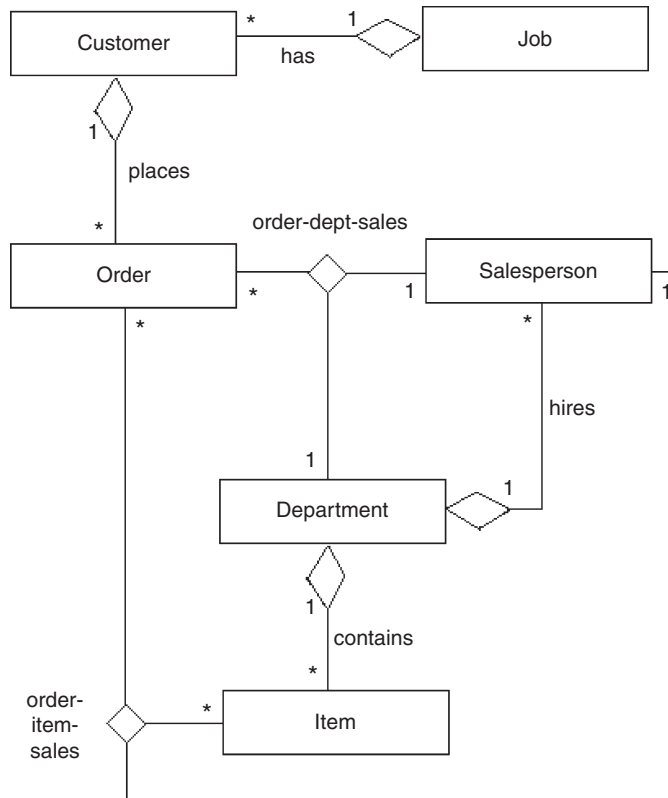 * 1
Customer
Job
has
1
places
*
order-dept-sales
Order
Salesperson
*
1
1
*
*
hires
1
1
Department
1
contains
*
order-
item-
sales
*
Item